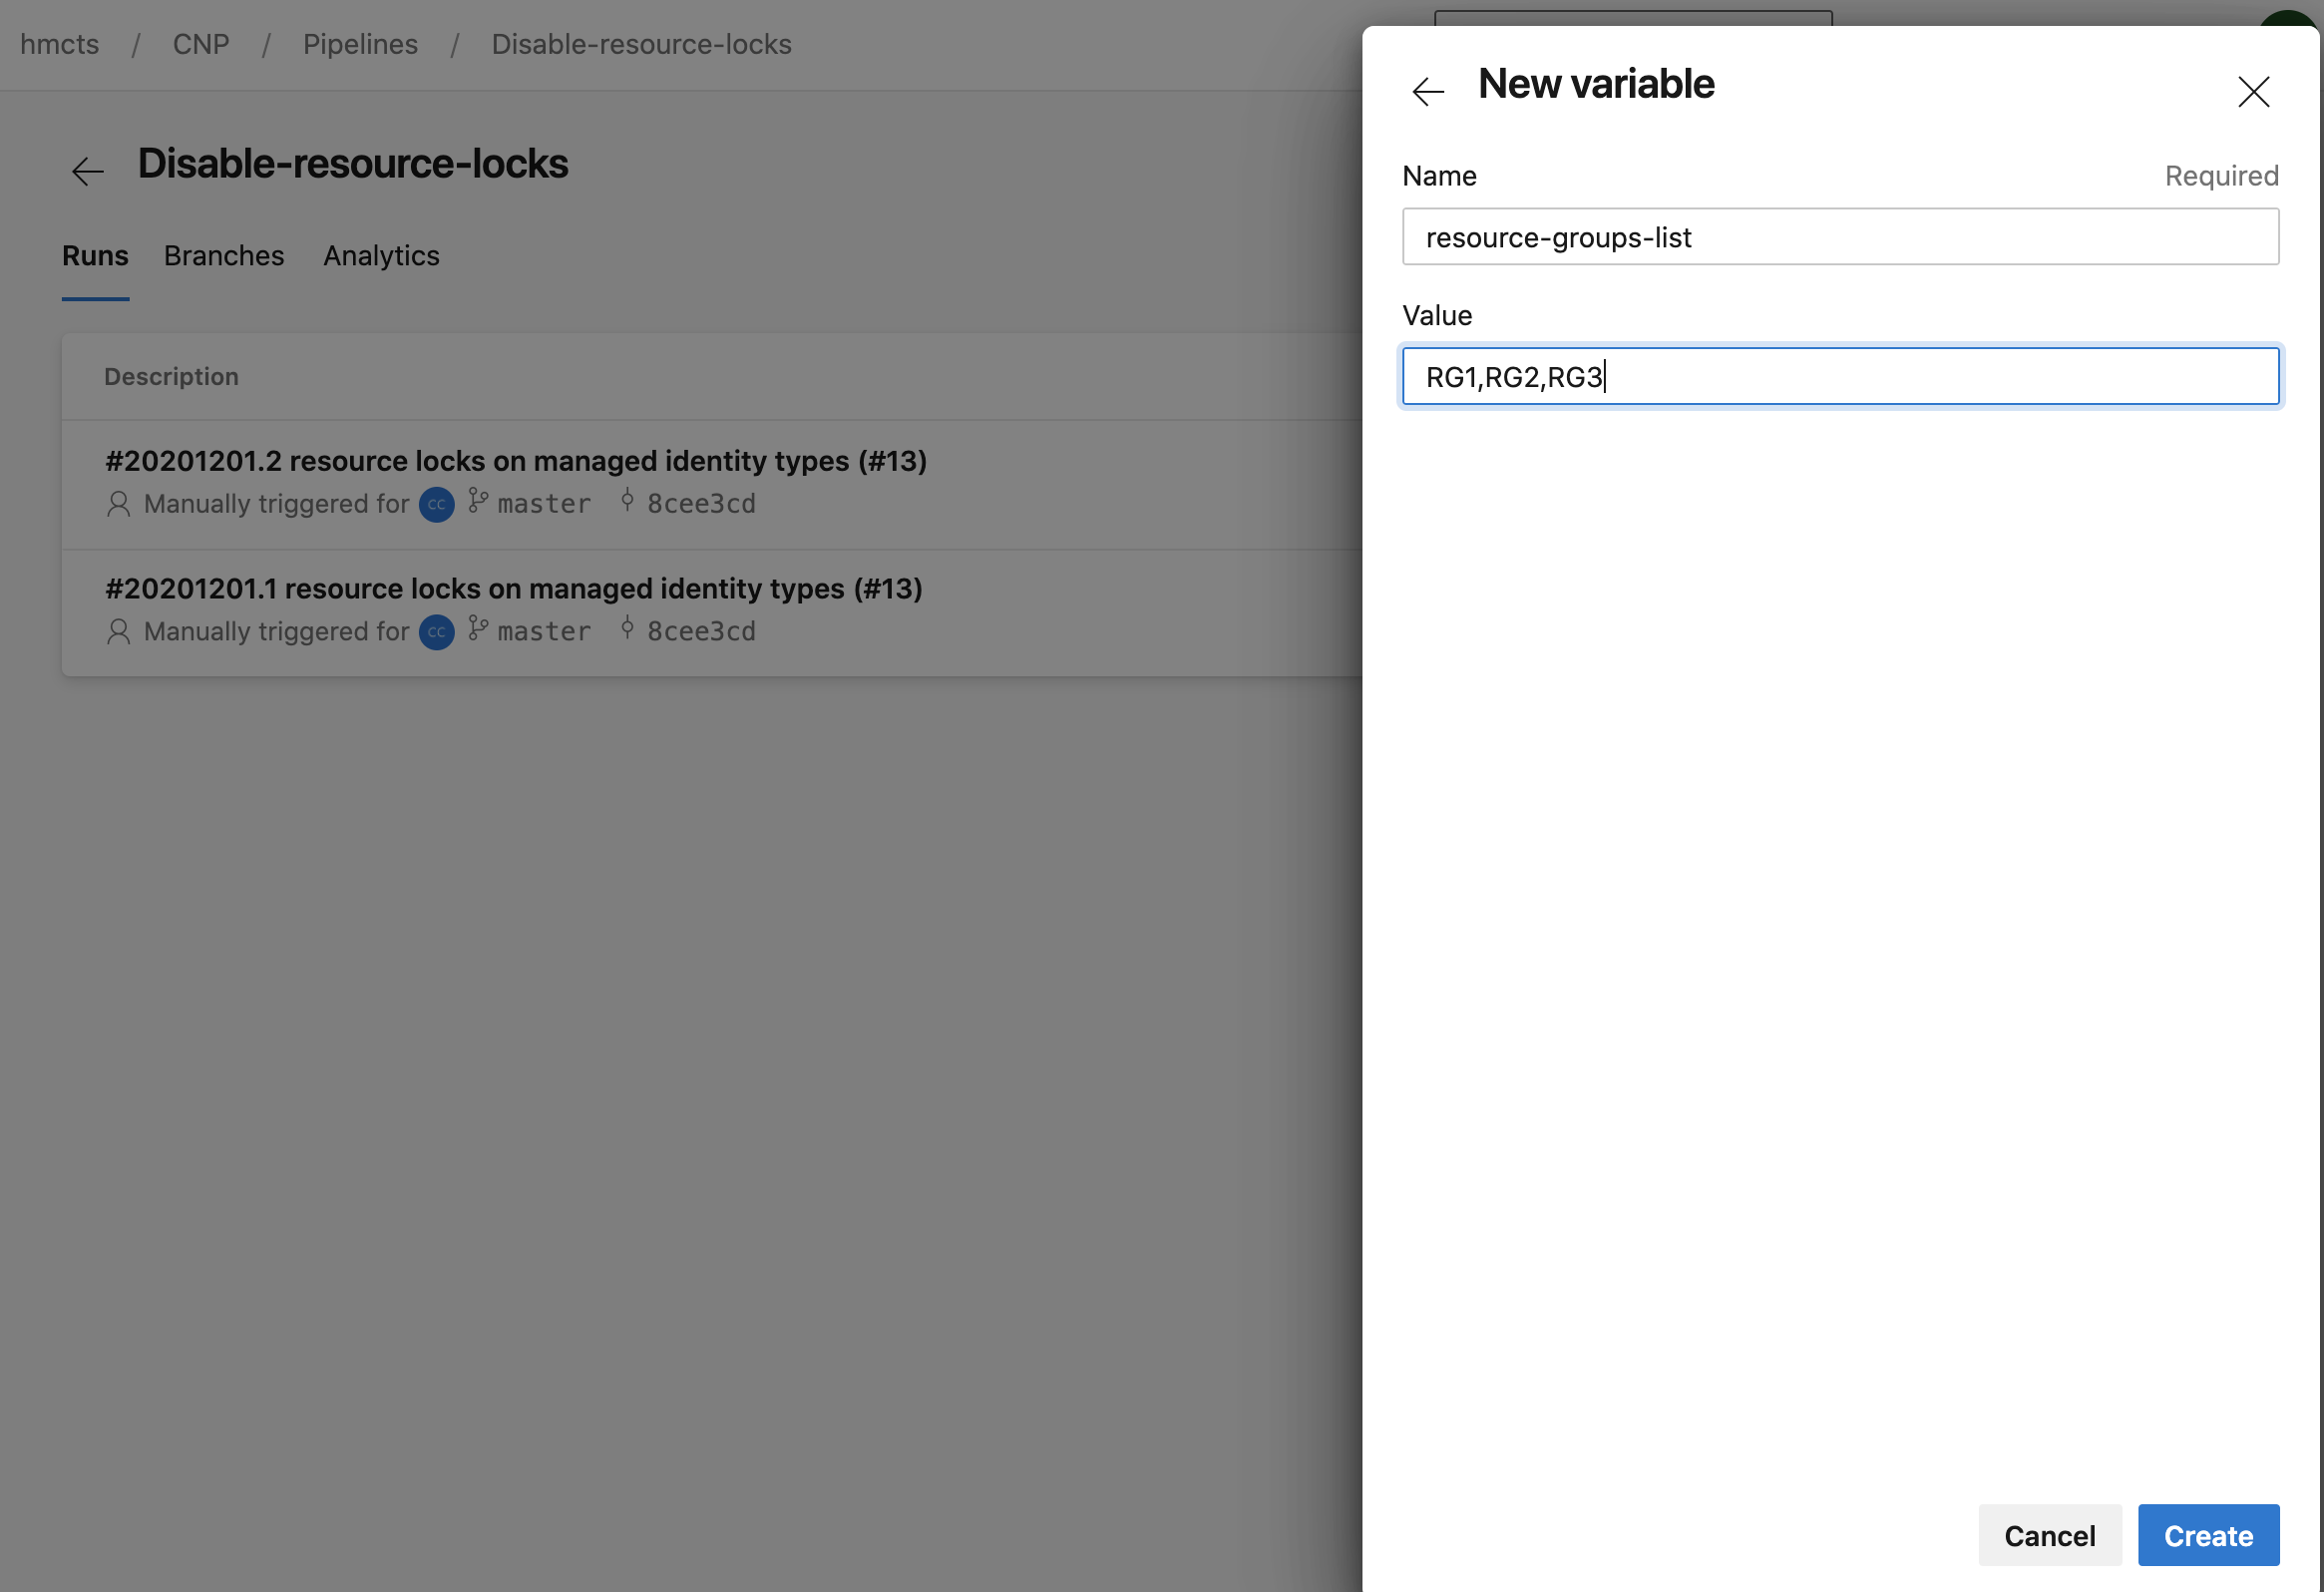 hmcts / CNP / Pipelines / Disable-resource-locks
Disable-resource-locks
Runs Branches Analytics
Description
#20201201.2 resource locks on managed identity types (#13)
Manually triggered for CC master 8cee3cd
#20201201.1 resource locks on managed identity types (#13)
Manually triggered for CC master 8cee3cd
New variable
Name Required
resource-groups-list
Value
RG1,RG2,RG3
Cancel Create